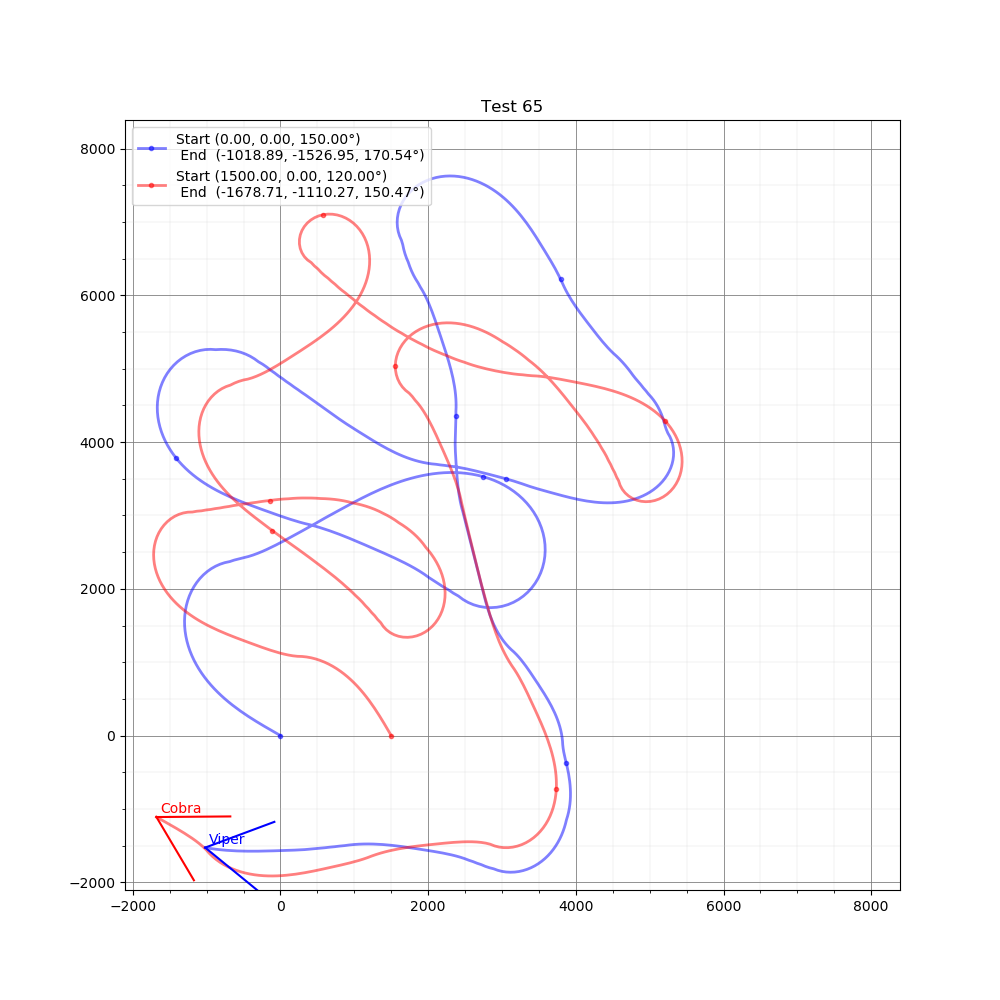 Test 65
Start (0.00, 0.00, 150.00°)
End  (-1018.89, -1526.95, 170.54°)
Start (1500.00, 0.00, 120.00°)
End  (-1678.71, -1110.27, 150.47°)
8000
6000
4000
2000
0
−2000
Cobra
Viper
−2000 0 2000 4000 6000 8000